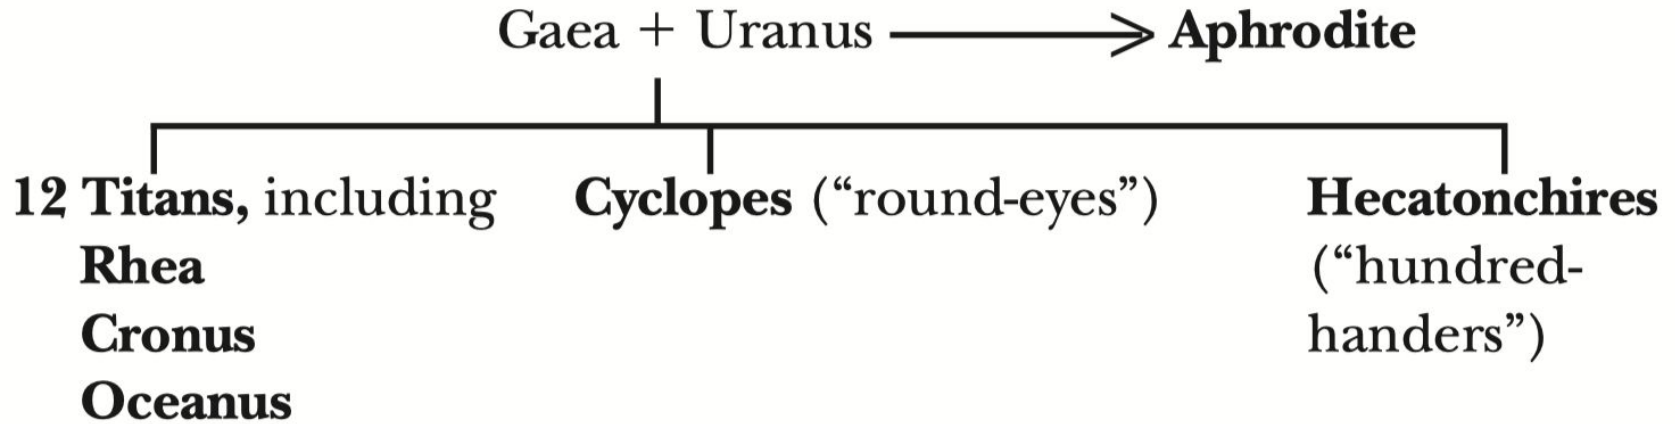 Gaea + Uranus → Aphrodite
12 Titans, including Cyclopes (“round-eyes”) Hecatonchires
Rhea (“hundred-
Cronus handers”)
Oceanus